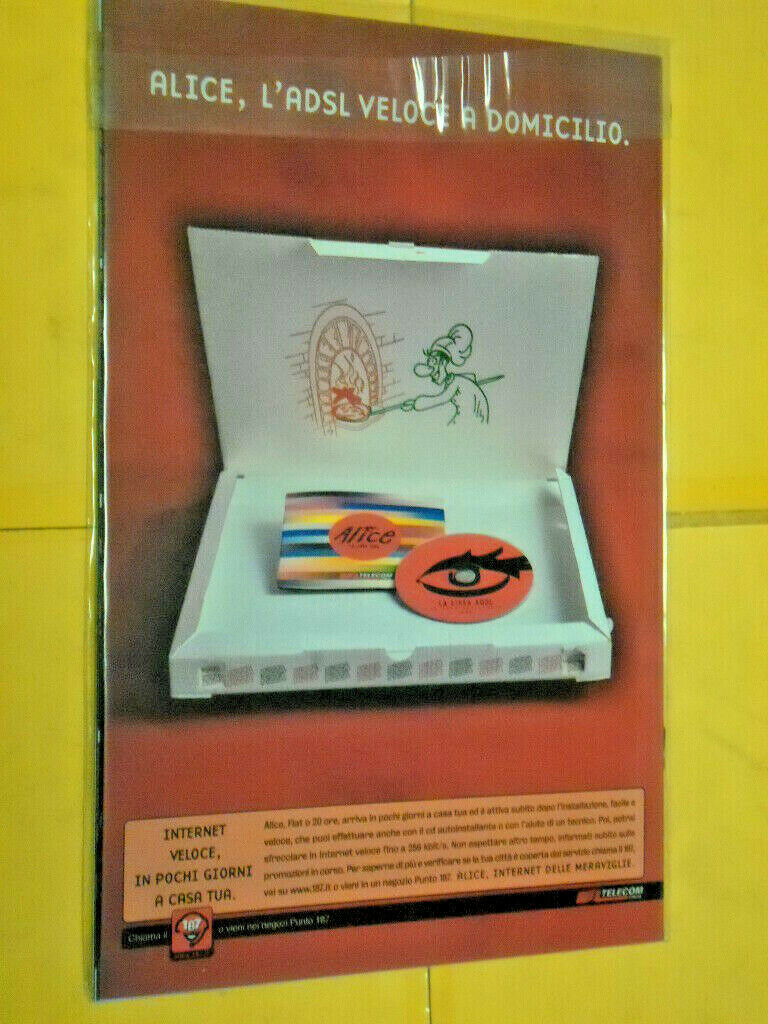 ALICE, L'ADSL VELOCE A DOMICILIO.
Alice
TELECOM
LA LINEA ADSL
INTERNET
VELOCE,
IN POCHI GIORNI
A CASA TUA.
Alice, Flat o 20 ore, arriva in pochi giorni a casa tua ed è attiva subito dopo l'installazione, facile e
veloce, che puoi effettuare anche con il cd autoinstallante o con l'aiuto di un tecnico. Poi, potrai
sfrecciare in Internet veloce fino a 256 kbit/s. Non aspettare altro tempo, informati subito sulle
promozioni in corso. Per saperne di più e verificare se la tua città è coperta dal servizio chiama il 187,
vai su www.187.it o vieni in un negozio Punto 187. ALICE, INTERNET DELLE MERAVIGLIE.
TELECOM
Chiama il 187 o vieni nei negozi Punto 187